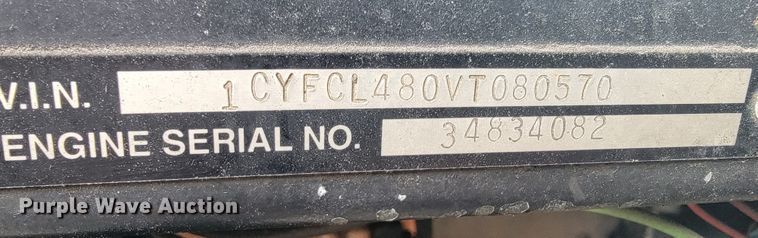 V.I.N. 1CYFCL480VT080570
ENGINE SERIAL NO. 34834082
Purple Wave Auction